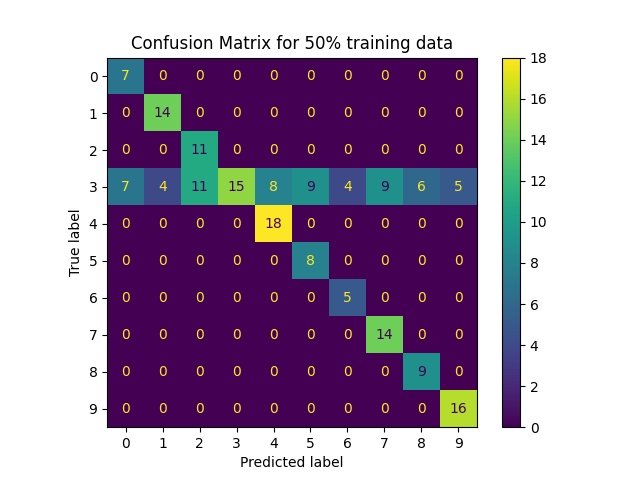 Confusion Matrix for 50% training data
0 7 0 0 0 0 0 0 0 0 0
1 0 14 0 0 0 0 0 0 0 0
2 0 0 11 0 0 0 0 0 0 0
3 7 4 11 15 8 9 4 9 6 5
4 0 0 0 0 18 0 0 0 0 0
5 0 0 0 0 0 8 0 0 0 0
6 0 0 0 0 0 0 5 0 0 0
7 0 0 0 0 0 0 0 14 0 0
8 0 0 0 0 0 0 0 0 9 0
9 0 0 0 0 0 0 0 0 0 16
0 1 2 3 4 5 6 7 8 9
Predicted label
True label
18
16
14
12
10
8
6
4
2
0